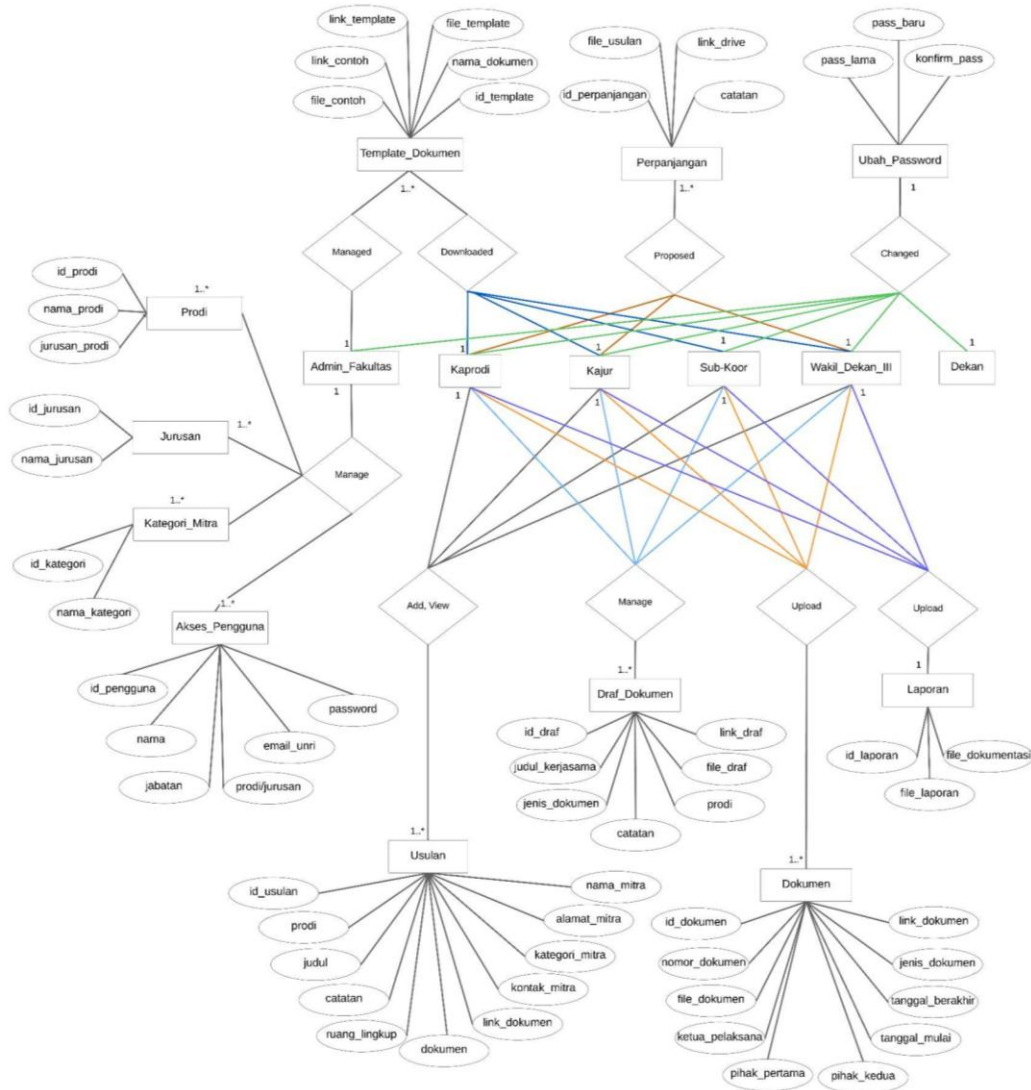 link_template
file_template
link_contoh
nama_dokumen
file_contoh
id_template
Template_Dokumen
1..*
file_usulan
link_drive
id_perpanjangan
catatan
Perpanjangan
1..*
pass_baru
pass_lama
konfirm_pass
Ubah_Password
1
Managed
Downloaded
Proposed
Changed
id_prodi
nama_prodi
jurusan_prodi
1..*
Prodi
1
Admin_Fakultas
1
1
Kaprodi
1
1
Kajur
1
1
Sub-Koor
1
1
Wakil_Dekan_III
1
1
Dekan
id_jurusan
nama_jurusan
1..*
Jurusan
Manage
1..*
Kategori_Mitra
id_kategori
nama_kategori
1..*
Akses_Pengguna
id_pengguna
nama
jabatan
prodi/jurusan
email_unri
password
Add, View
Manage
Upload
Upload
1..*
Draf_Dokumen
id_draf
judul_kerjasama
jenis_dokumen
catatan
prodi
file_draf
link_draf
1
Laporan
id_laporan
file_laporan
file_dokumentasi
1..*
Usulan
id_usulan
prodi
judul
catatan
ruang_lingkup
dokumen
link_dokumen
kontak_mitra
kategori_mitra
alamat_mitra
nama_mitra
1..*
Dokumen
id_dokumen
nomor_dokumen
file_dokumen
ketua_pelaksana
pihak_pertama
pihak_kedua
tanggal_mulai
tanggal_berakhir
jenis_dokumen
link_dokumen